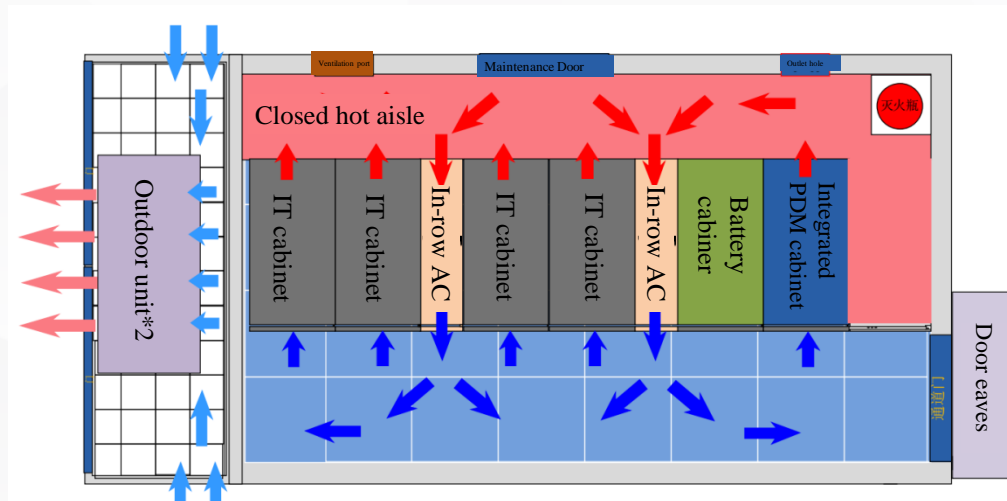 Ventilation port
Maintenance Door
Outlet hole
Closed hot aisle
灭火瓶
Outdoor unit*2
IT cabinet
IT cabinet
In-row AC
IT cabinet
IT cabinet
In-row AC
Battery
cabiner
Integrated
PDM cabinet
Door eaves